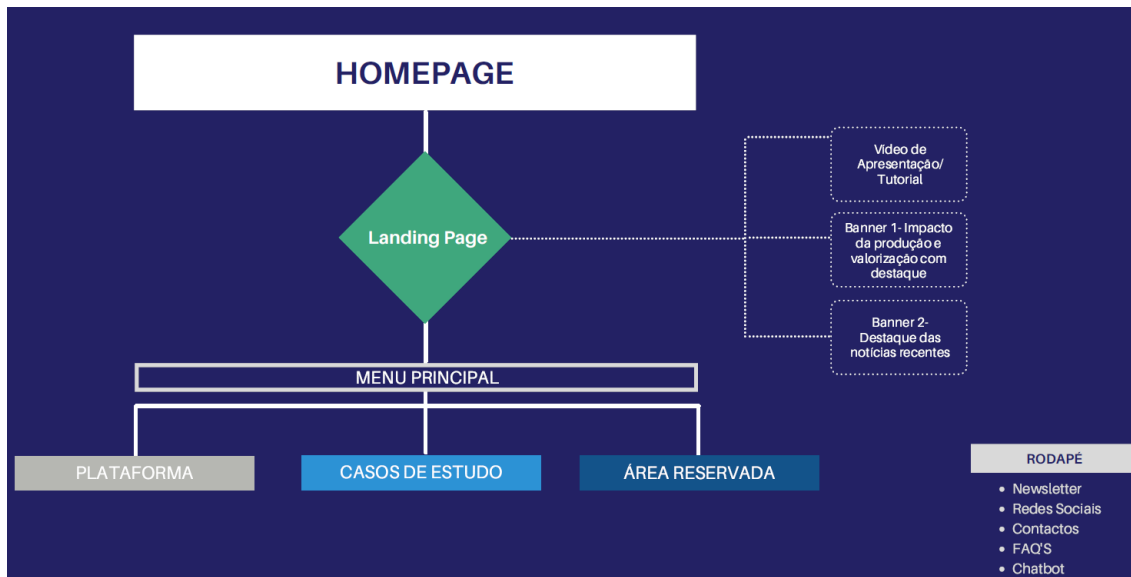 HOMEPAGE
Landing Page
Vídeo de
Apresentação/
Tutorial
Banner 1- Impacto
da produção e
valorização com
destaque
Banner 2-
Destaque das
notícias recentes
MENU PRINCIPAL
PLATAFORMA
CASOS DE ESTUDO
ÁREA RESERVADA
RODAPÉ
• Newsletter
• Redes Sociais
• Contactos
• FAQ'S
• Chatbot